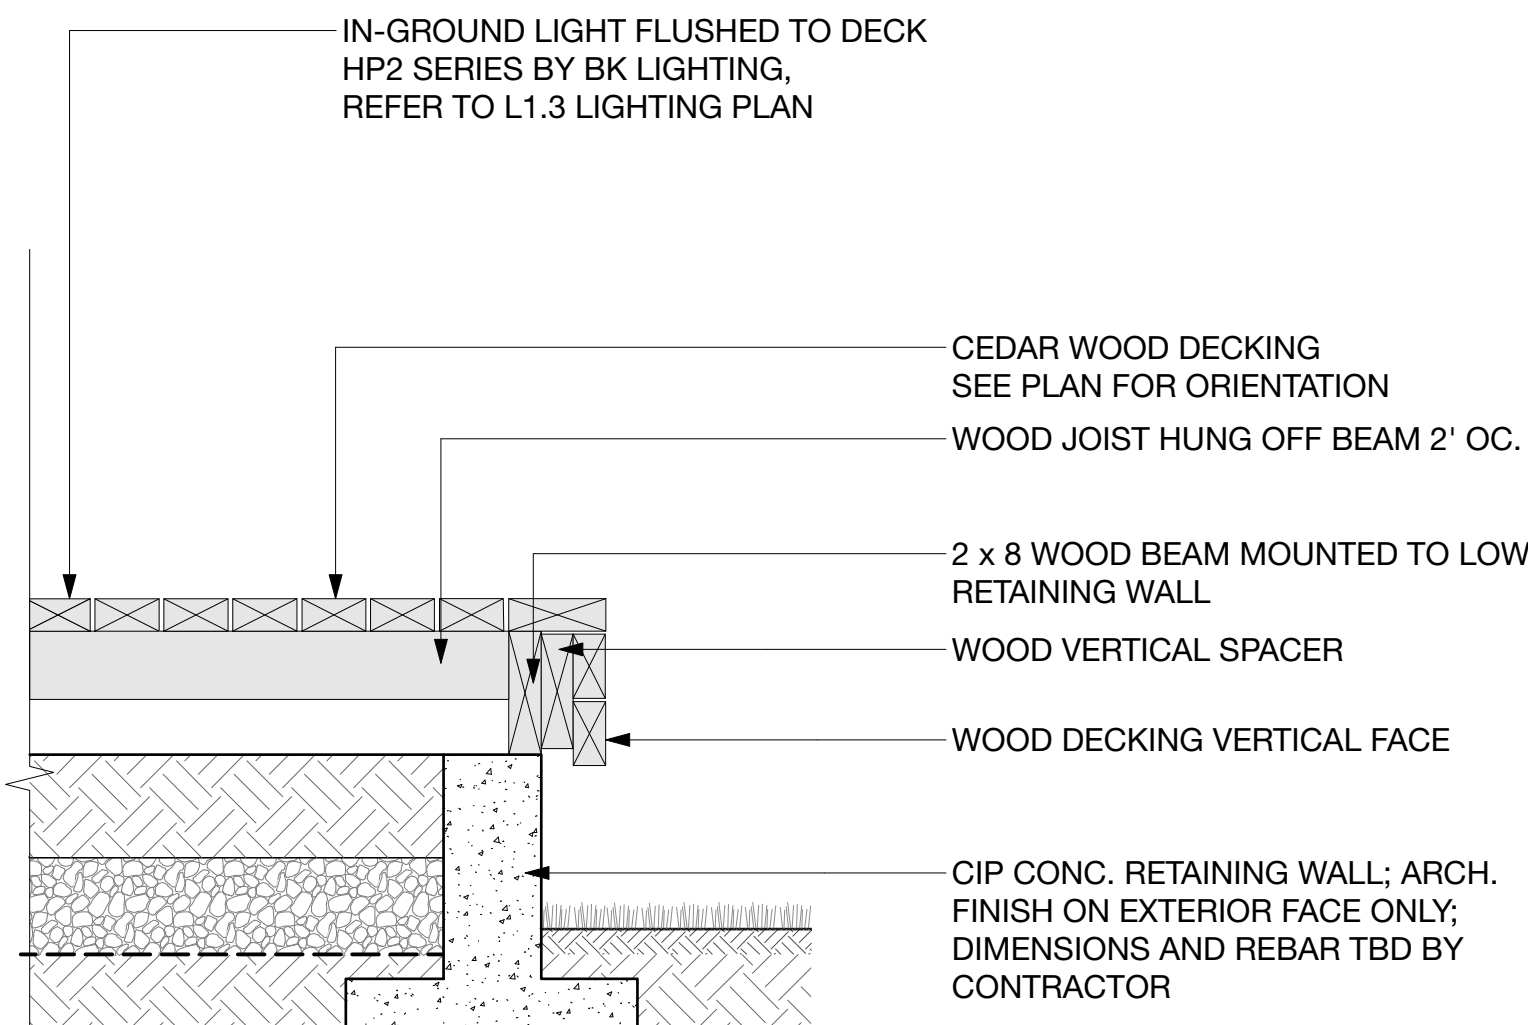 IN-GROUND LIGHT FLUSHED TO DECK
HP2 SERIES BY BK LIGHTING,
REFER TO L1.3 LIGHTING PLAN
CEDAR WOOD DECKING
SEE PLAN FOR ORIENTATION
WOOD JOIST HUNG OFF BEAM 2' OC.
2 x 8 WOOD BEAM MOUNTED TO LOW
RETAINING WALL
WOOD VERTICAL SPACER
WOOD DECKING VERTICAL FACE
CIP CONC. RETAINING WALL; ARCH.
FINISH ON EXTERIOR FACE ONLY;
DIMENSIONS AND REBAR TBD BY
CONTRACTOR